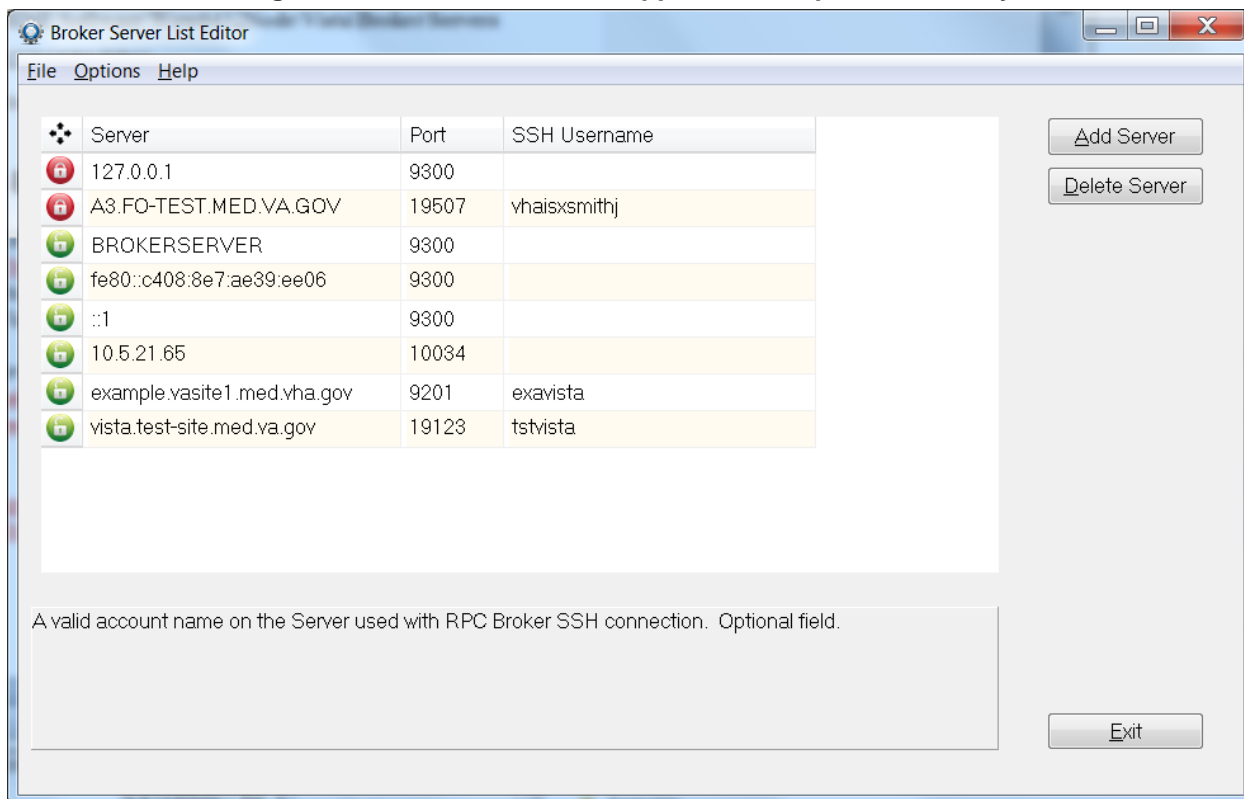 Broker Server List Editor
File Options Help
Server Port SSH Username
127.0.0.1 9300
A3.FO-TEST.MED.VA.GOV 19507 vhaisxsmithj
BROKERSERVER 9300
fe80::c408:8e7:ae39:ee06 9300
::1 9300
10.5.21.65 10034
example.vasite1.med.vha.gov 9201 exavista
vista.test-site.med.va.gov 19123 tstvista
Add Server
Delete Server
A valid account name on the Server used with RPC Broker SSH connection. Optional field.
Exit